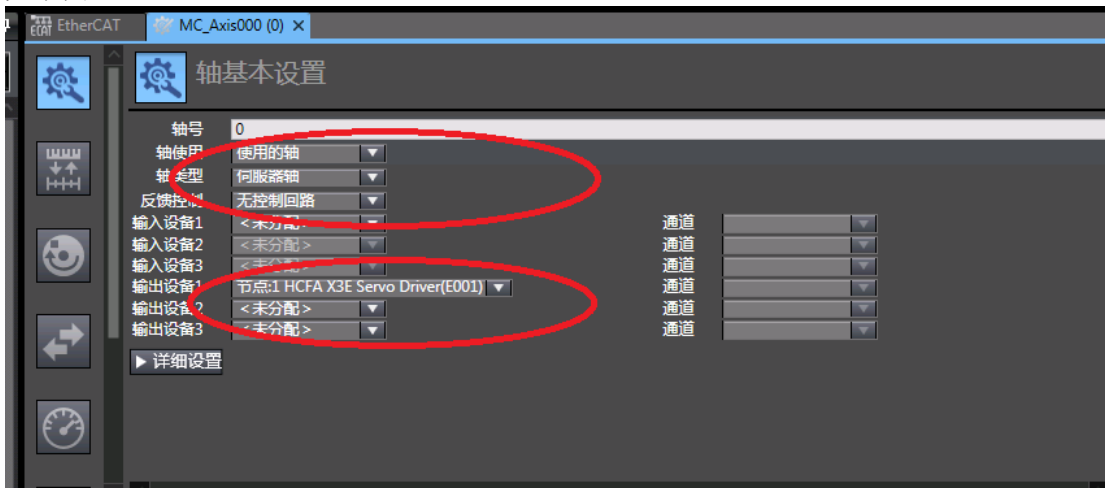 EtherCAT MC_Axis000 (0) ×
轴基本设置
轴号 0
轴使用 使用的轴
轴类型 伺服器轴
反馈控制 无控制回路
输入设备1 <未分配> 通道
输入设备2 <未分配> 通道
输入设备3 <未分配> 通道
输出设备1 节点:1 HCFA X3E Servo Driver(E001) 通道
输出设备2 <未分配> 通道
输出设备3 <未分配> 通道
详细设置